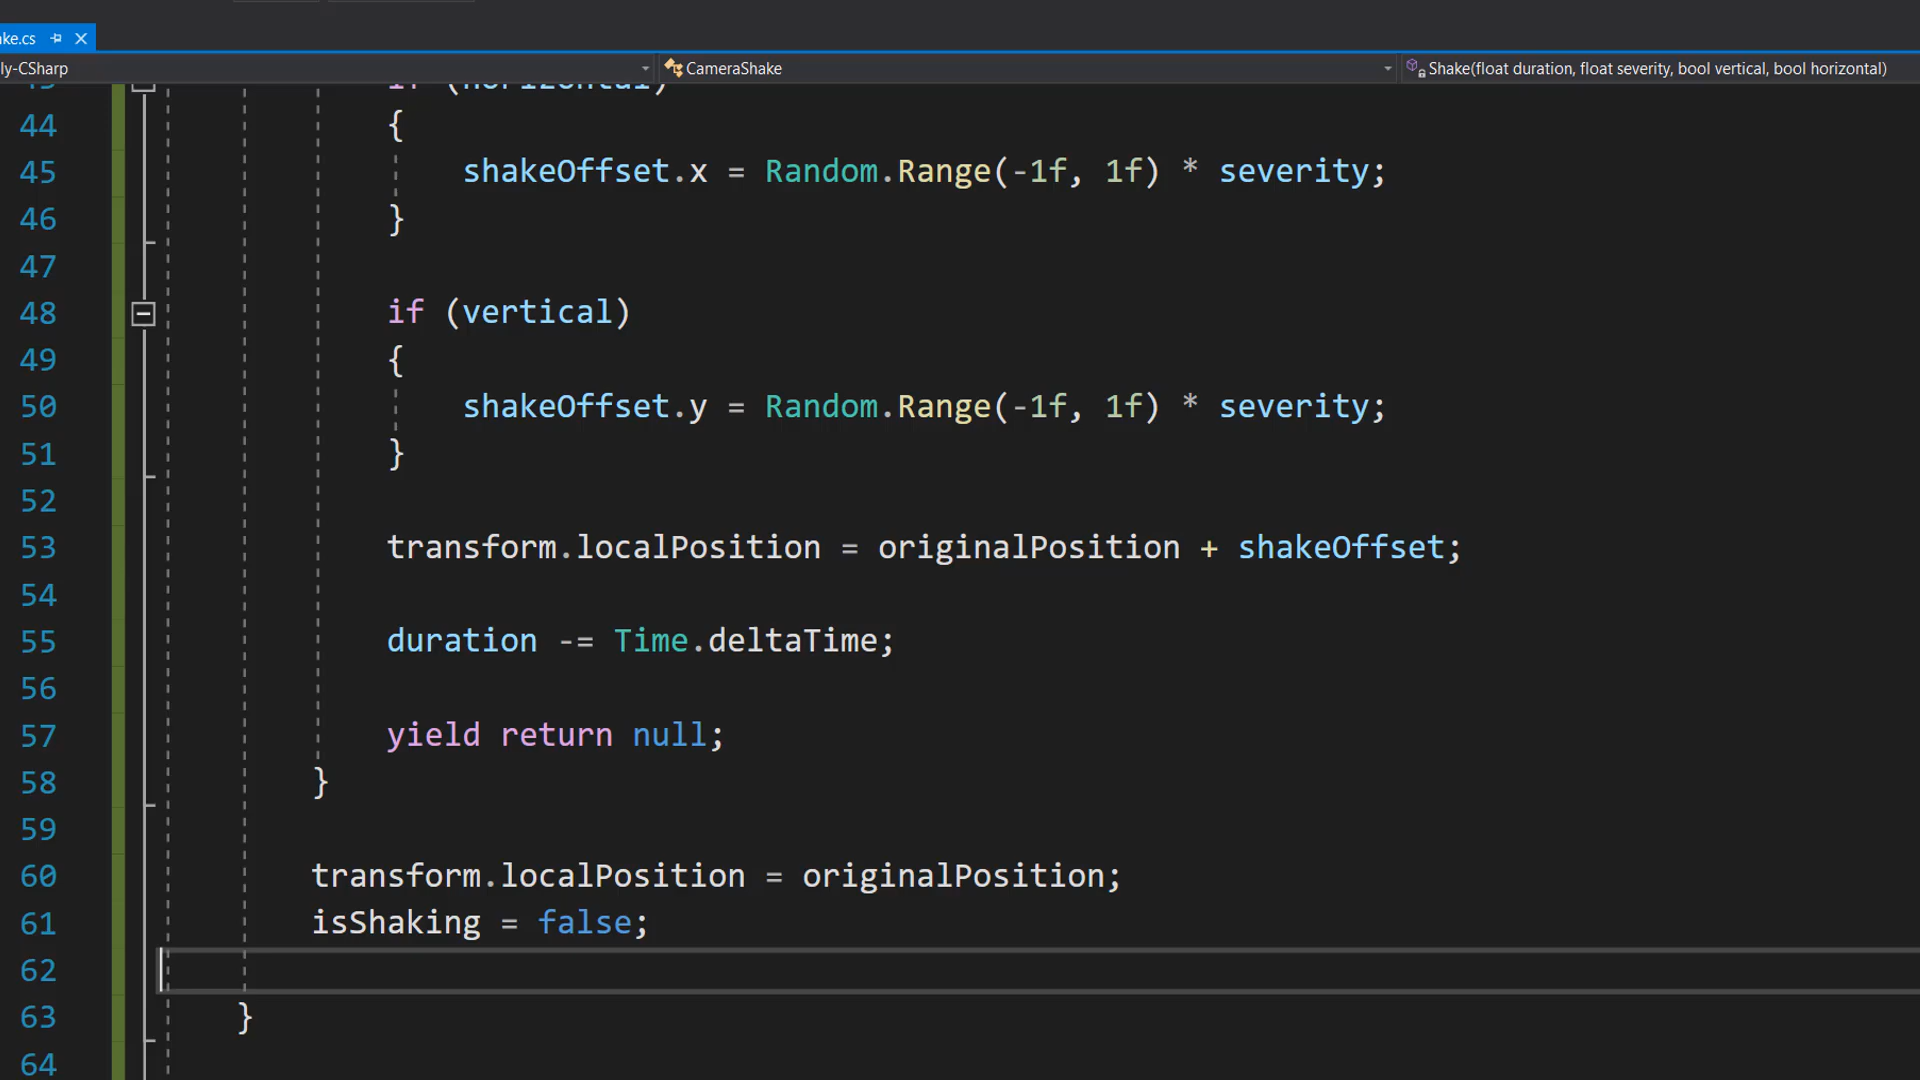 ke.cs
ly-CSharp
CameraShake
Shake(float duration, float severity, bool vertical, bool horizontal)
43 if (horizontal)
44 {
45 shakeOffset.x = Random.Range(-1f, 1f) * severity;
46 }
47
48 if (vertical)
49 {
50 shakeOffset.y = Random.Range(-1f, 1f) * severity;
51 }
52
53 transform.localPosition = originalPosition + shakeOffset;
54
55 duration -= Time.deltaTime;
56
57 yield return null;
58 }
59
60 transform.localPosition = originalPosition;
61 isShaking = false;
62
63 }
64